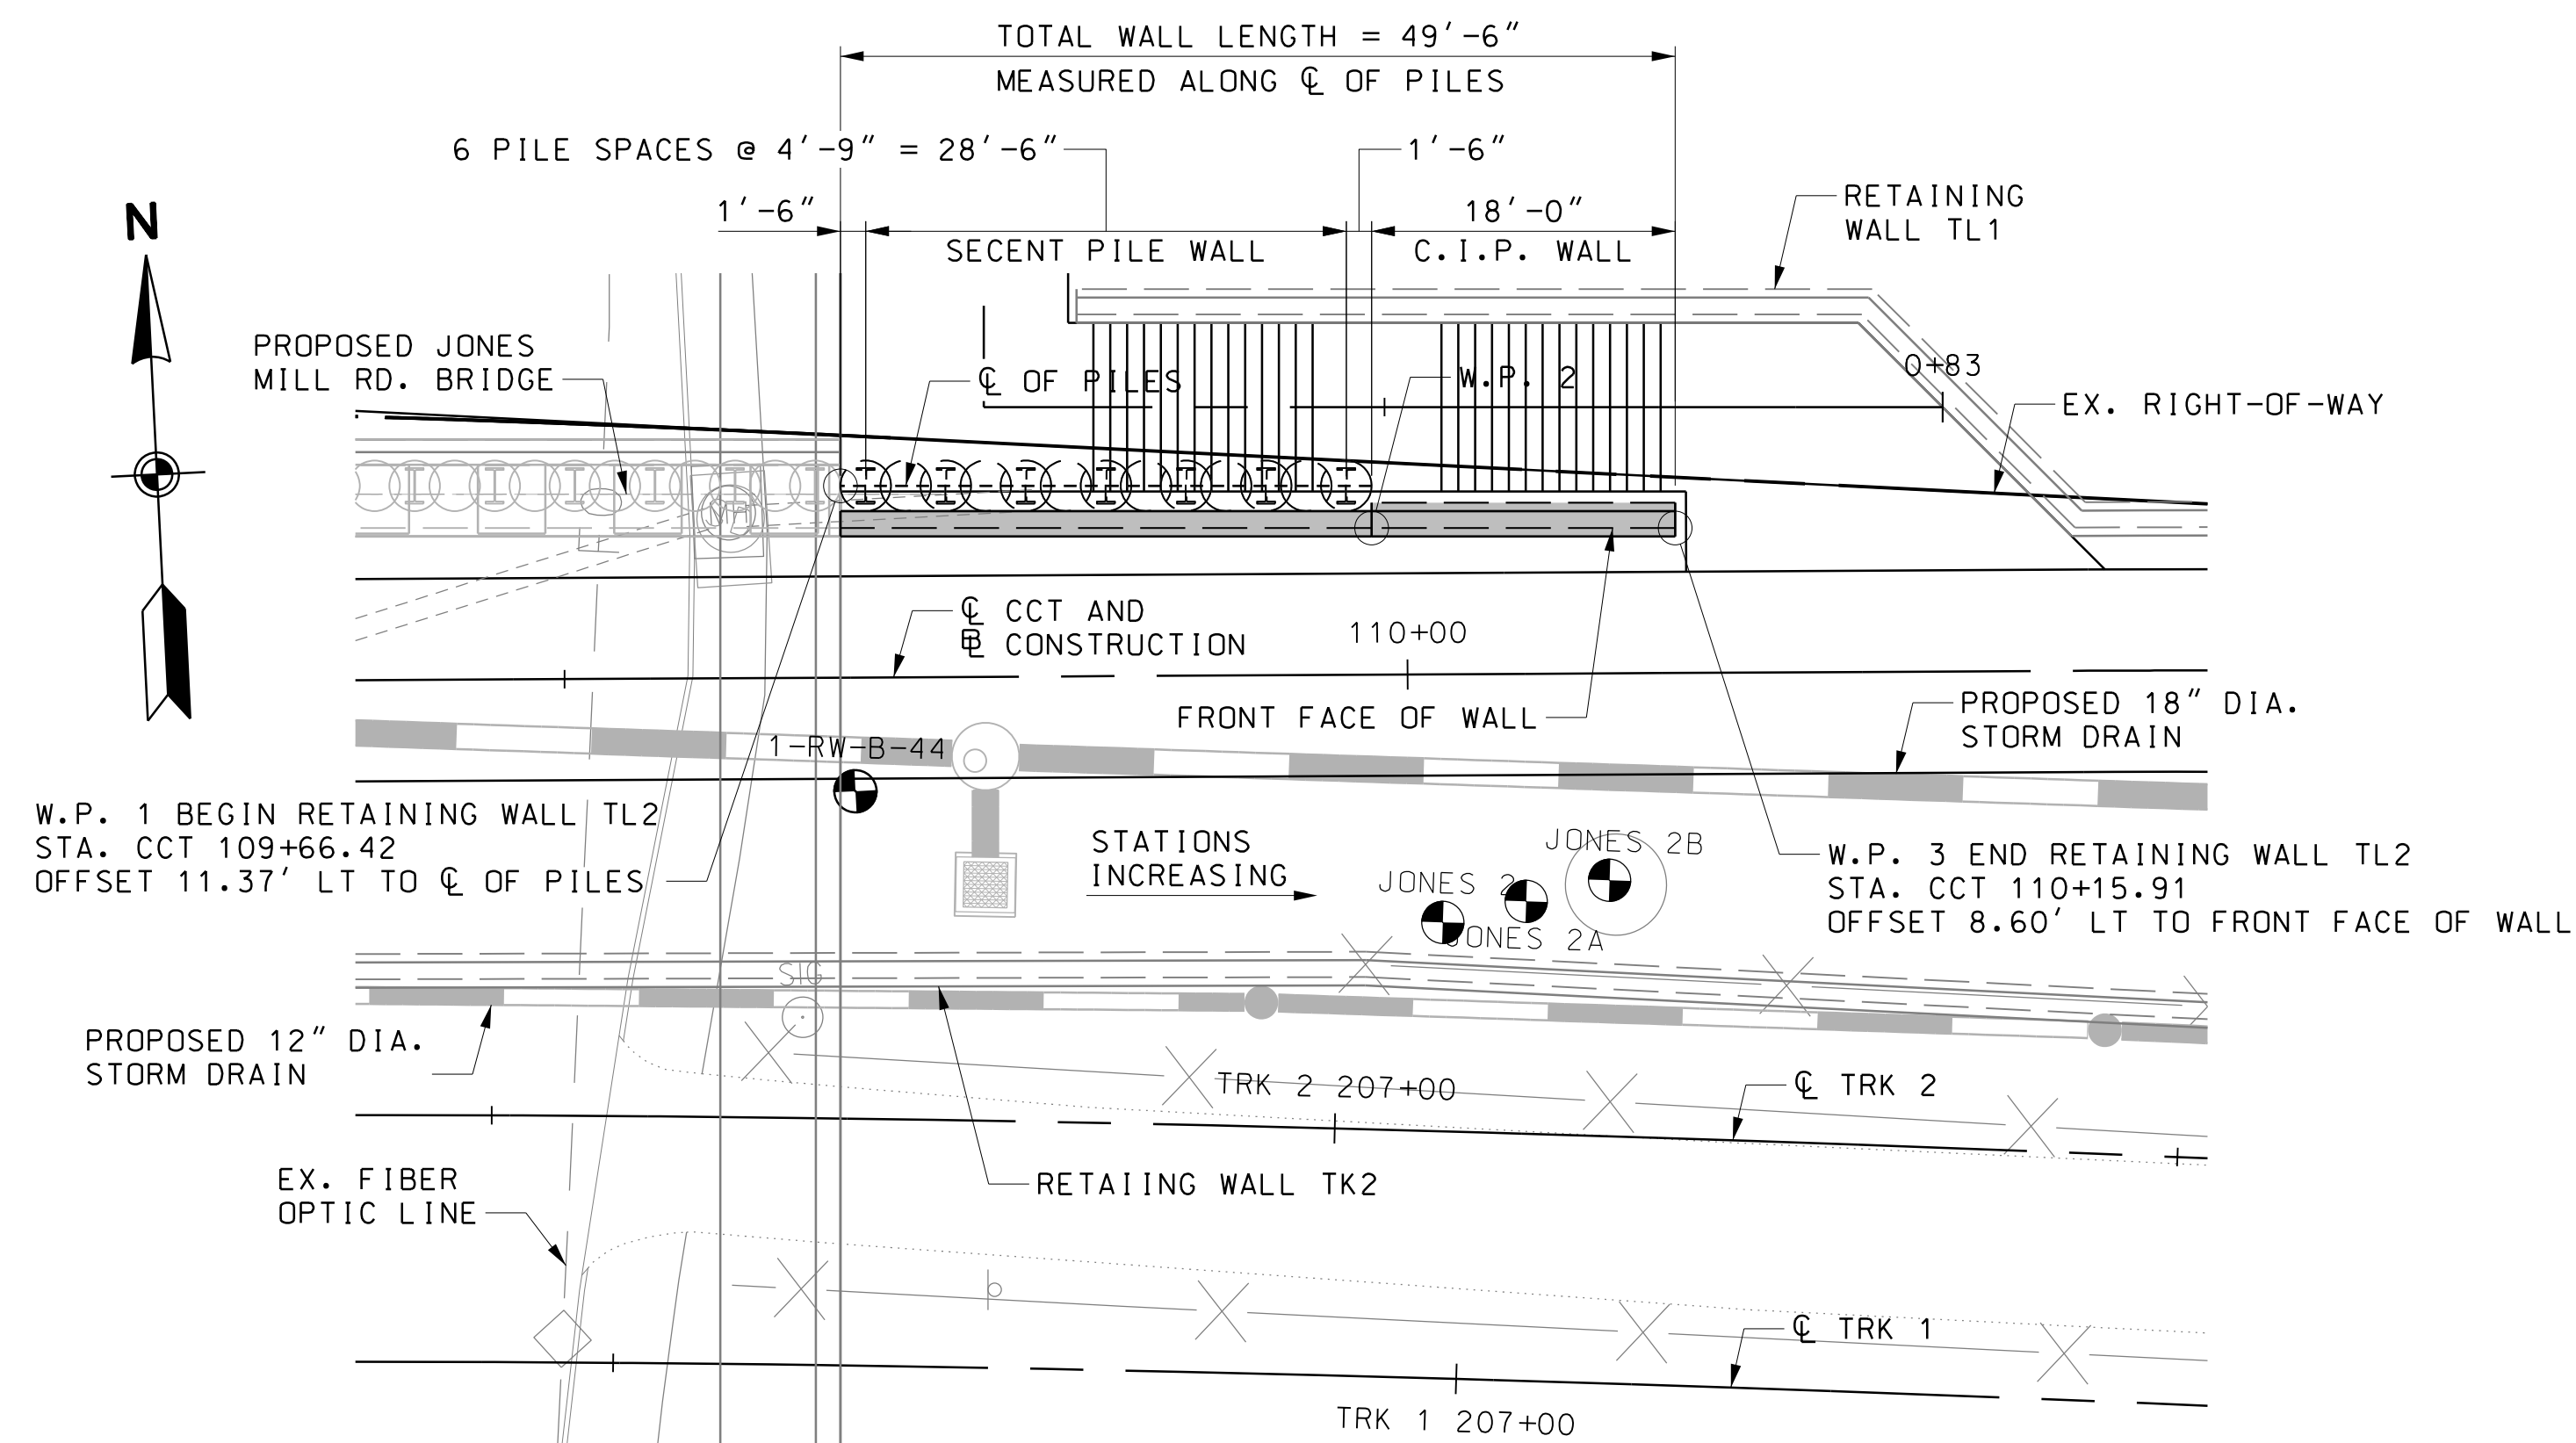 TOTAL WALL LENGTH = 49'-6"
MEASURED ALONG ℄ OF PILES
6 PILE SPACES @ 4'-9" = 28'-6"
1'-6"
1'-6"
18'-0"
SECENT PILE WALL
C.I.P. WALL
RETAINING
WALL TL1
N
PROPOSED JONES
MILL RD. BRIDGE
℄ OF PILES
W.P. 2
0+83
EX. RIGHT-OF-WAY
MH
℄ CCT AND
BL CONSTRUCTION
110+00
FRONT FACE OF WALL
PROPOSED 18" DIA.
STORM DRAIN
1-RW-B-44
W.P. 1 BEGIN RETAINING WALL TL2
STA. CCT 109+66.42
OFFSET 11.37' LT TO ℄ OF PILES
STATIONS
INCREASING
JONES 2B
JONES 2
JONES 2A
W.P. 3 END RETAINING WALL TL2
STA. CCT 110+15.91
OFFSET 8.60' LT TO FRONT FACE OF WALL
SIG
PROPOSED 12" DIA.
STORM DRAIN
TRK 2 207+00
℄ TRK 2
EX. FIBER
OPTIC LINE
RETAIING WALL TK2
℄ TRK 1
TRK 1 207+00